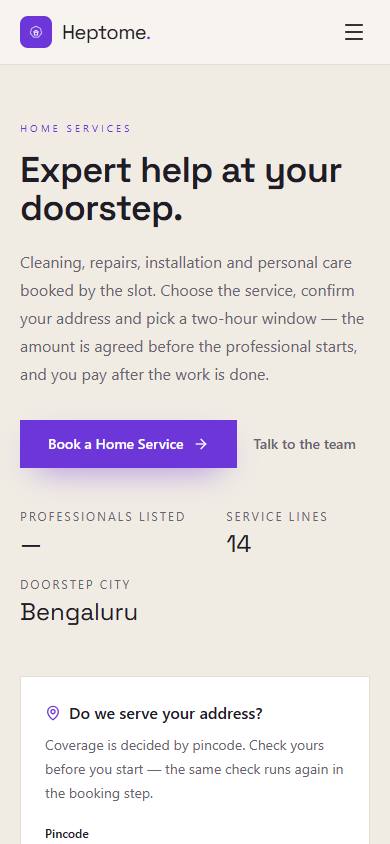 Heptome.
HOME SERVICES
Expert help at your
doorstep.
Cleaning, repairs, installation and personal care
booked by the slot. Choose the service, confirm
your address and pick a two-hour window — the
amount is agreed before the professional starts,
and you pay after the work is done.
Book a Home Service →
Talk to the team
PROFESSIONALS LISTED
—
SERVICE LINES
14
DOORSTEP CITY
Bengaluru
Do we serve your address?
Coverage is decided by pincode. Check yours
before you start — the same check runs again in
the booking step.
Pincode